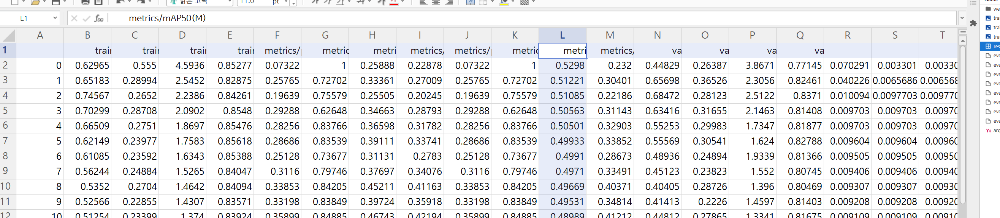 맑은 고딕 11.0 pt
L1 metrics/mAP50(M)
A B C D E F G H I J K L M N O P Q R S T
1 trai trai trai trai metrics/ metric metri metrics/ metrics/ metric metri metrics/ va va va va
2 0 0.62965 0.555 4.5936 0.85277 0.07322 1 0.25888 0.22878 0.07322 1 0.5298 0.232 0.44829 0.26387 3.8671 0.77145 0.070291 0.003301 0.00330
3 1 0.65183 0.28994 2.5452 0.82875 0.25765 0.72702 0.33361 0.27009 0.25765 0.72702 0.51221 0.30401 0.65698 0.36526 2.3056 0.82461 0.040226 0.0065686 0.006568
4 2 0.74567 0.2652 2.2386 0.84261 0.19639 0.75579 0.25505 0.20245 0.19639 0.75579 0.51085 0.22186 0.68472 0.28123 2.5122 0.8371 0.010094 0.0097703 0.009770
5 3 0.70299 0.28708 2.0902 0.8548 0.29288 0.62648 0.34663 0.28793 0.29288 0.62648 0.50563 0.31143 0.63416 0.31655 2.1463 0.81408 0.009703 0.009703 0.00970
6 4 0.66509 0.2751 1.8697 0.85476 0.28256 0.83766 0.36598 0.31782 0.28256 0.83766 0.50501 0.32903 0.55253 0.29983 1.7347 0.81877 0.009703 0.009703 0.00970
7 5 0.62149 0.23977 1.7583 0.85618 0.28686 0.83539 0.39111 0.33741 0.28686 0.83539 0.49933 0.33852 0.55569 0.30541 1.624 0.82788 0.009604 0.009604 0.00960
8 6 0.61085 0.23592 1.6343 0.85388 0.25128 0.73677 0.31131 0.2783 0.25128 0.73677 0.4991 0.28673 0.48936 0.24894 1.9339 0.81366 0.009505 0.009505 0.00950
9 7 0.56244 0.24884 1.5265 0.84047 0.3116 0.79746 0.37697 0.34076 0.3116 0.79746 0.4971 0.33491 0.45123 0.23823 1.552 0.80745 0.009406 0.009406 0.00940
10 8 0.5352 0.2704 1.4642 0.84094 0.33853 0.84205 0.45211 0.41163 0.33853 0.84205 0.49669 0.40371 0.40405 0.28726 1.396 0.80469 0.009307 0.009307 0.00930
11 9 0.52566 0.22855 1.4307 0.83571 0.33198 0.83849 0.39724 0.35918 0.33198 0.83849 0.49531 0.34814 0.41413 0.2226 1.4597 0.81403 0.009208 0.009208 0.00920
12 10 0.51254 0.23399 1.374 0.83924 0.35899 0.84885 0.46743 0.42194 0.35899 0.84885 0.48989 0.41212 0.44812 0.27865 1.3341 0.81675 0.009109 0.009109 0.00910
Name
we
trai
trai
trai
res
eve
eve
eve
eve
eve
eve
eve
eve
arg